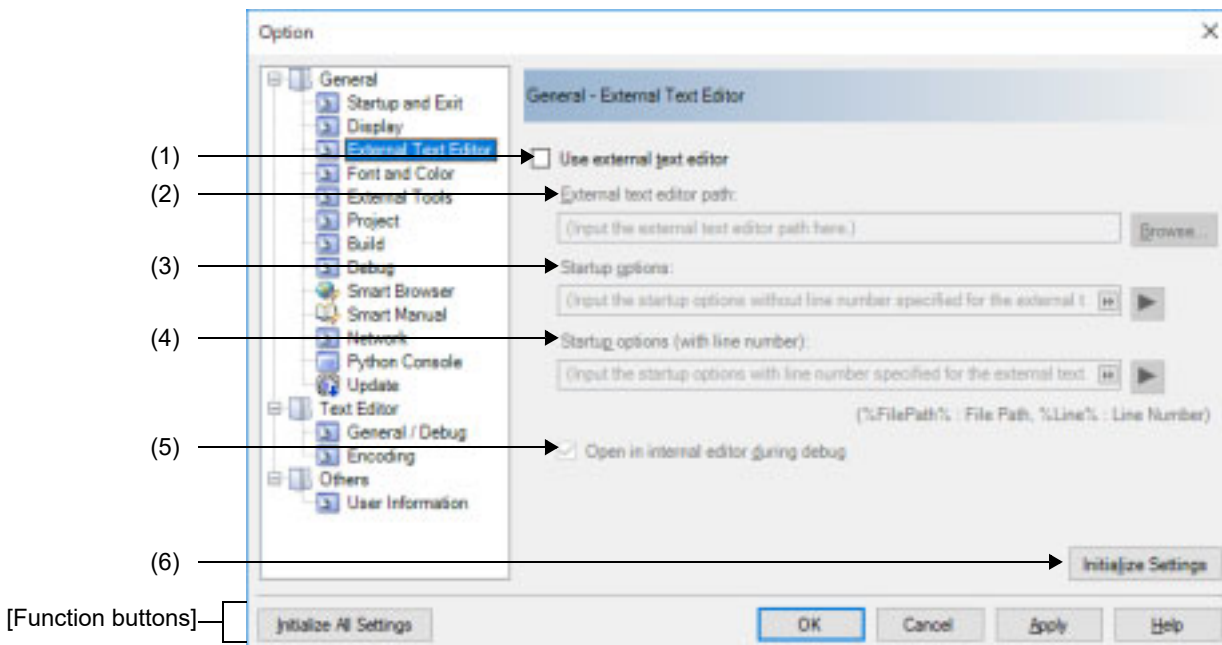 Option
General
Startup and Exit
Display
External Text Editor
Font and Color
External Tools
Project
Build
Debug
Smart Browser
Smart Manual
Network
Python Console
Update
Text Editor
General / Debug
Encoding
Others
User Information
General - External Text Editor
(1)
Use external text editor
(2)
External text editor path:
(Input the external text editor path here.)
Browse...
(3)
Startup options:
(Input the startup options without line number specified for the external t
(4)
Startup options (with line number):
(Input the startup options with line number specified for the external text
(%FilePath% : File Path, %Line% : Line Number)
(5)
Open in internal editor during debug
(6)
Initialize Settings
[Function buttons]
Initialize All Settings
OK
Cancel
Apply
Help